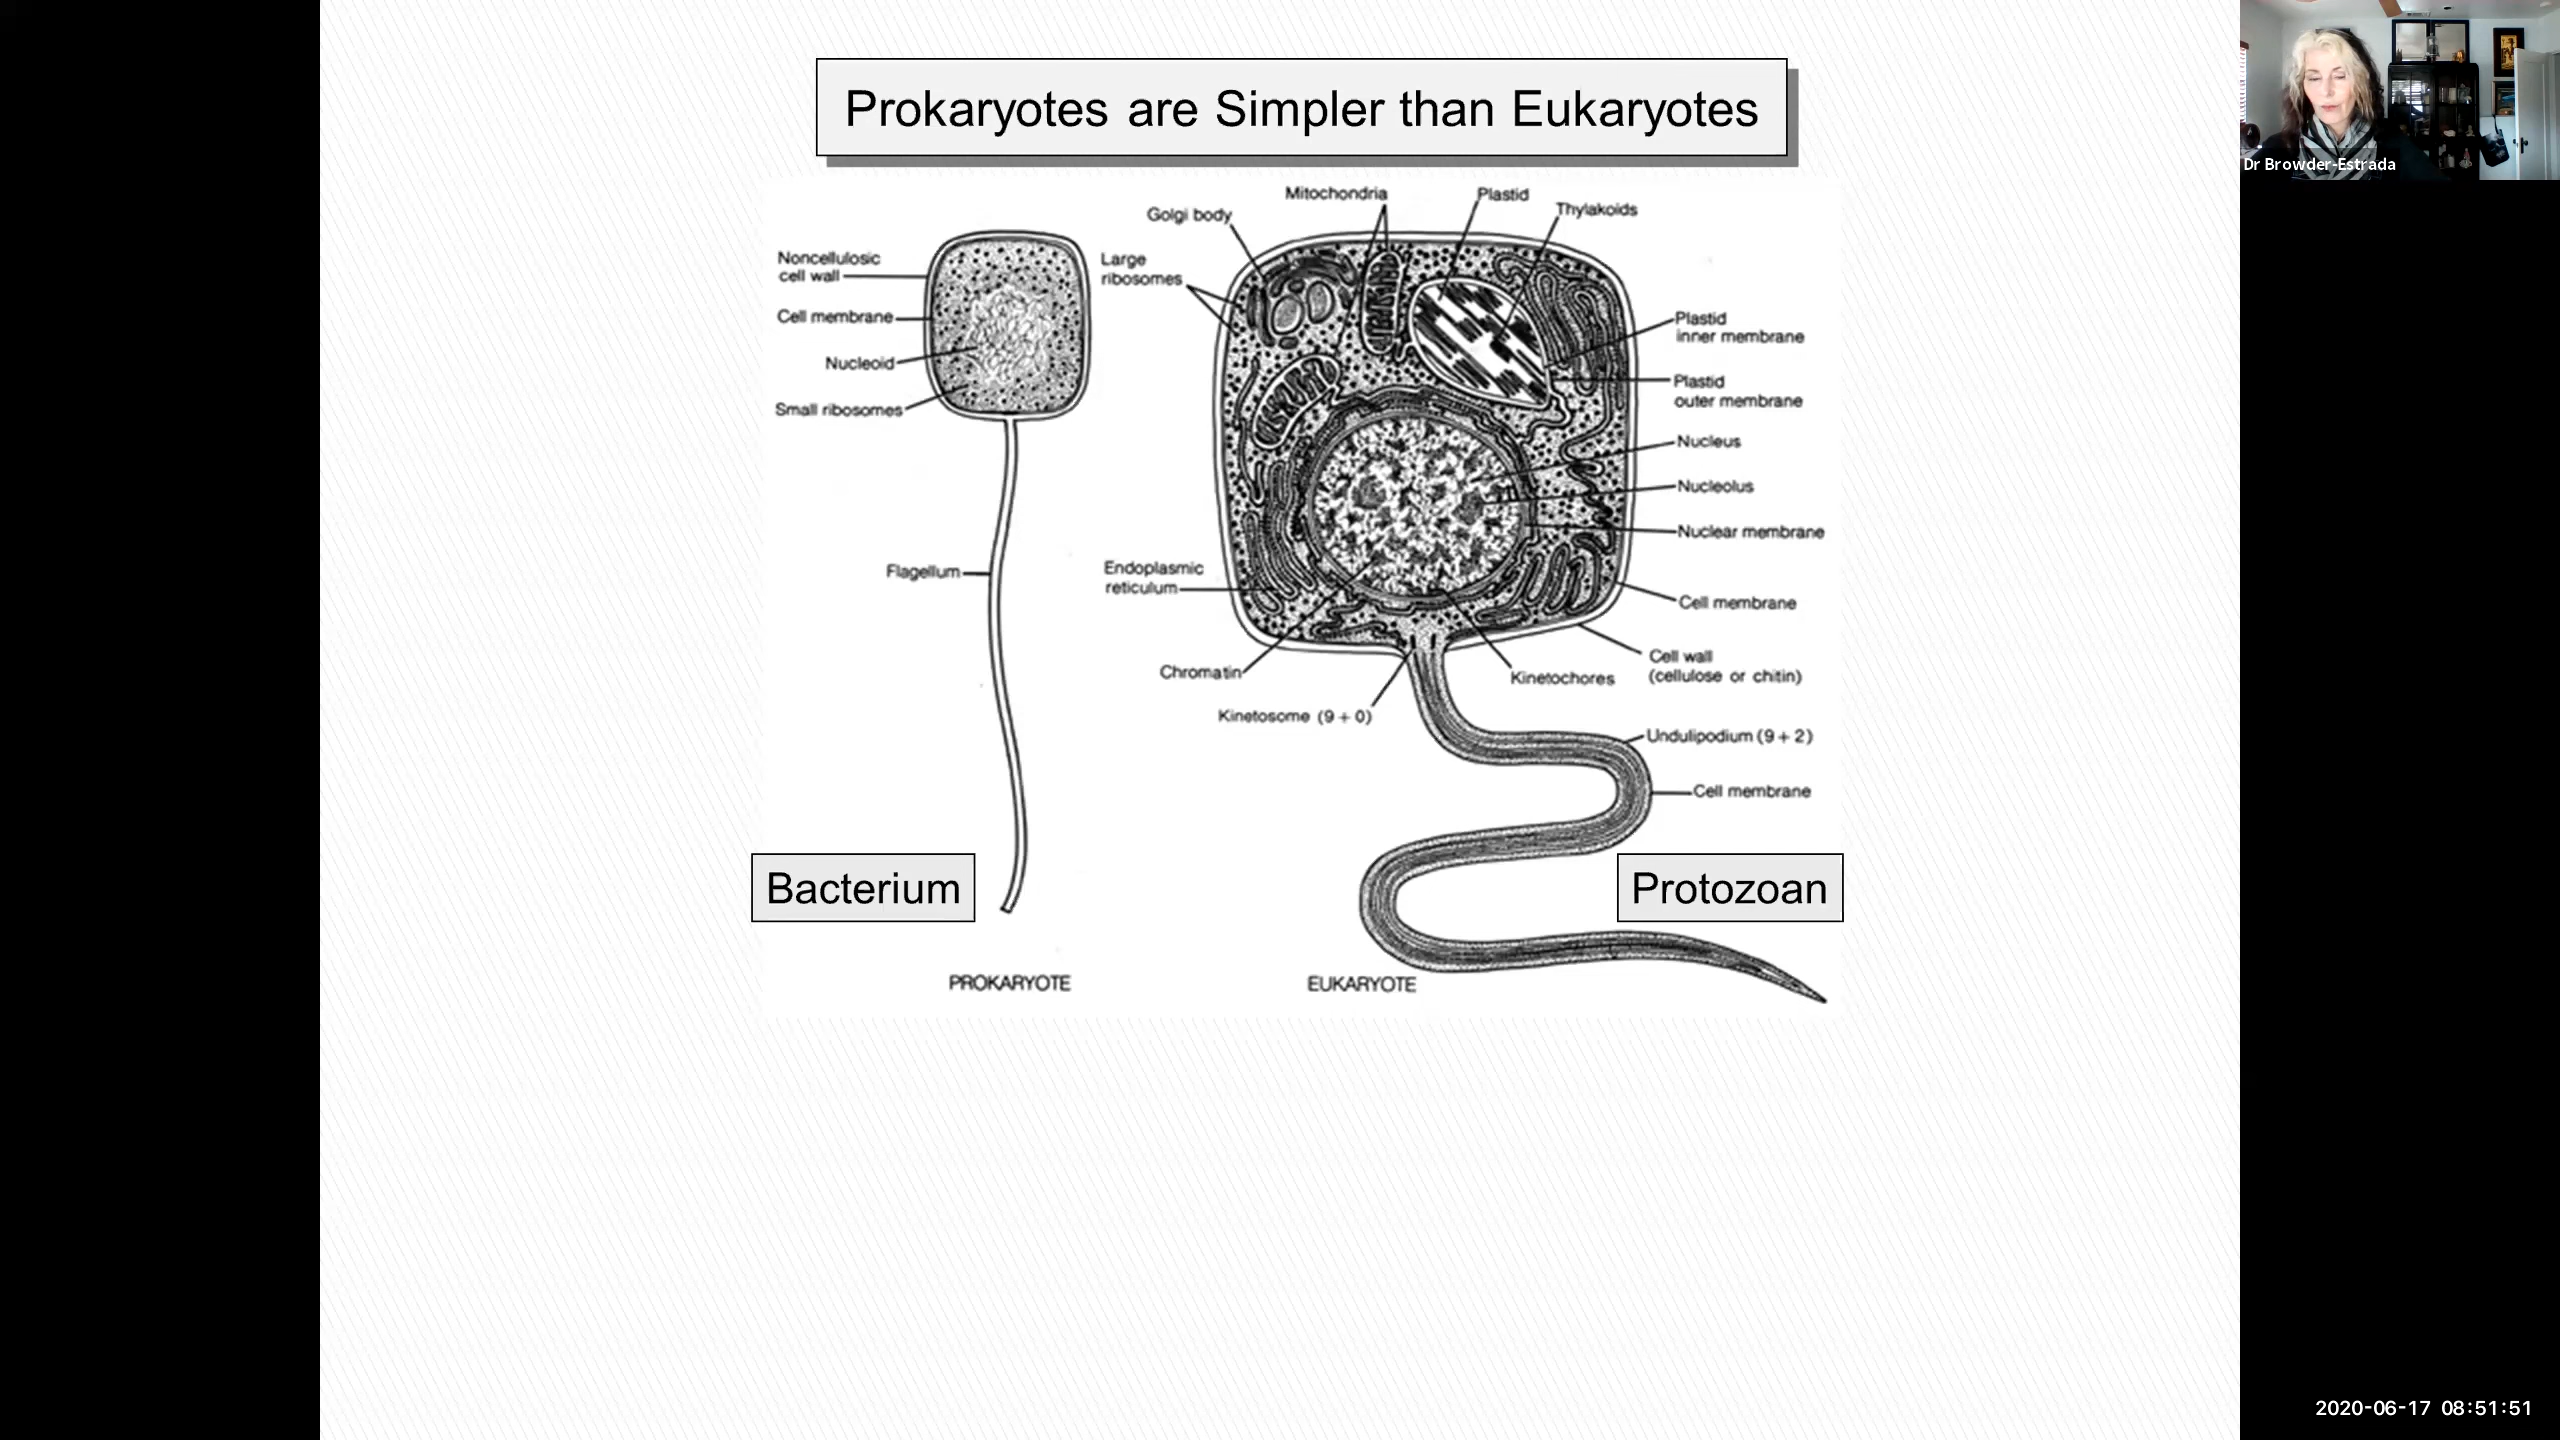 Prokaryotes are Simpler than Eukaryotes
Dr Browder-Estrada
Noncellulosic
cell wall
Cell membrane
Nucleoid
Small ribosomes
Flagellum
Bacterium
PROKARYOTE
Mitochondria
Plastid
Golgi body
Thylakoids
Large
ribosomes
Plastid
inner membrane
Plastid
outer membrane
Nucleus
Nucleolus
Nuclear membrane
Endoplasmic
reticulum
Cell membrane
Cell wall
(cellulose or chitin)
Chromatin
Kinetochores
Kinetosome (9 + 0)
Undulipodium (9 + 2)
Cell membrane
Protozoan
EUKARYOTE
2020-06-17 08:51:51